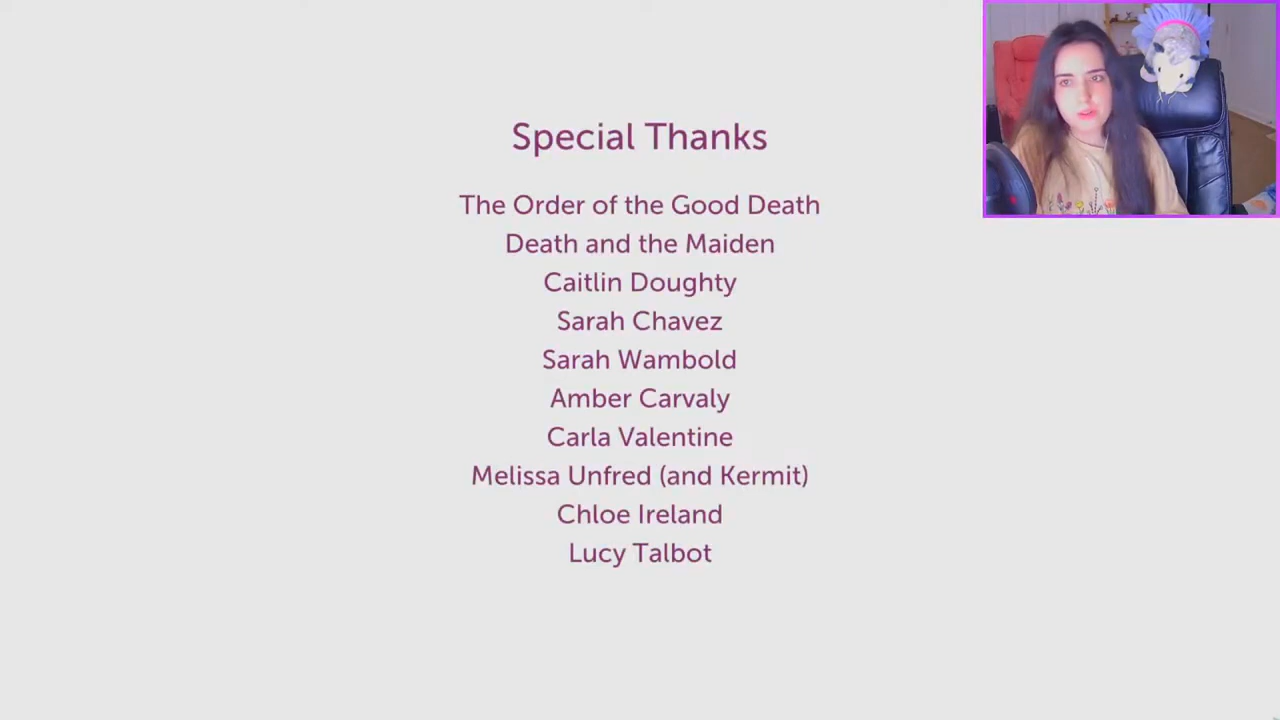 Special Thanks
The Order of the Good Death
Death and the Maiden
Caitlin Doughty
Sarah Chavez
Sarah Wambold
Amber Carvaly
Carla Valentine
Melissa Unfred (and Kermit)
Chloe Ireland
Lucy Talbot